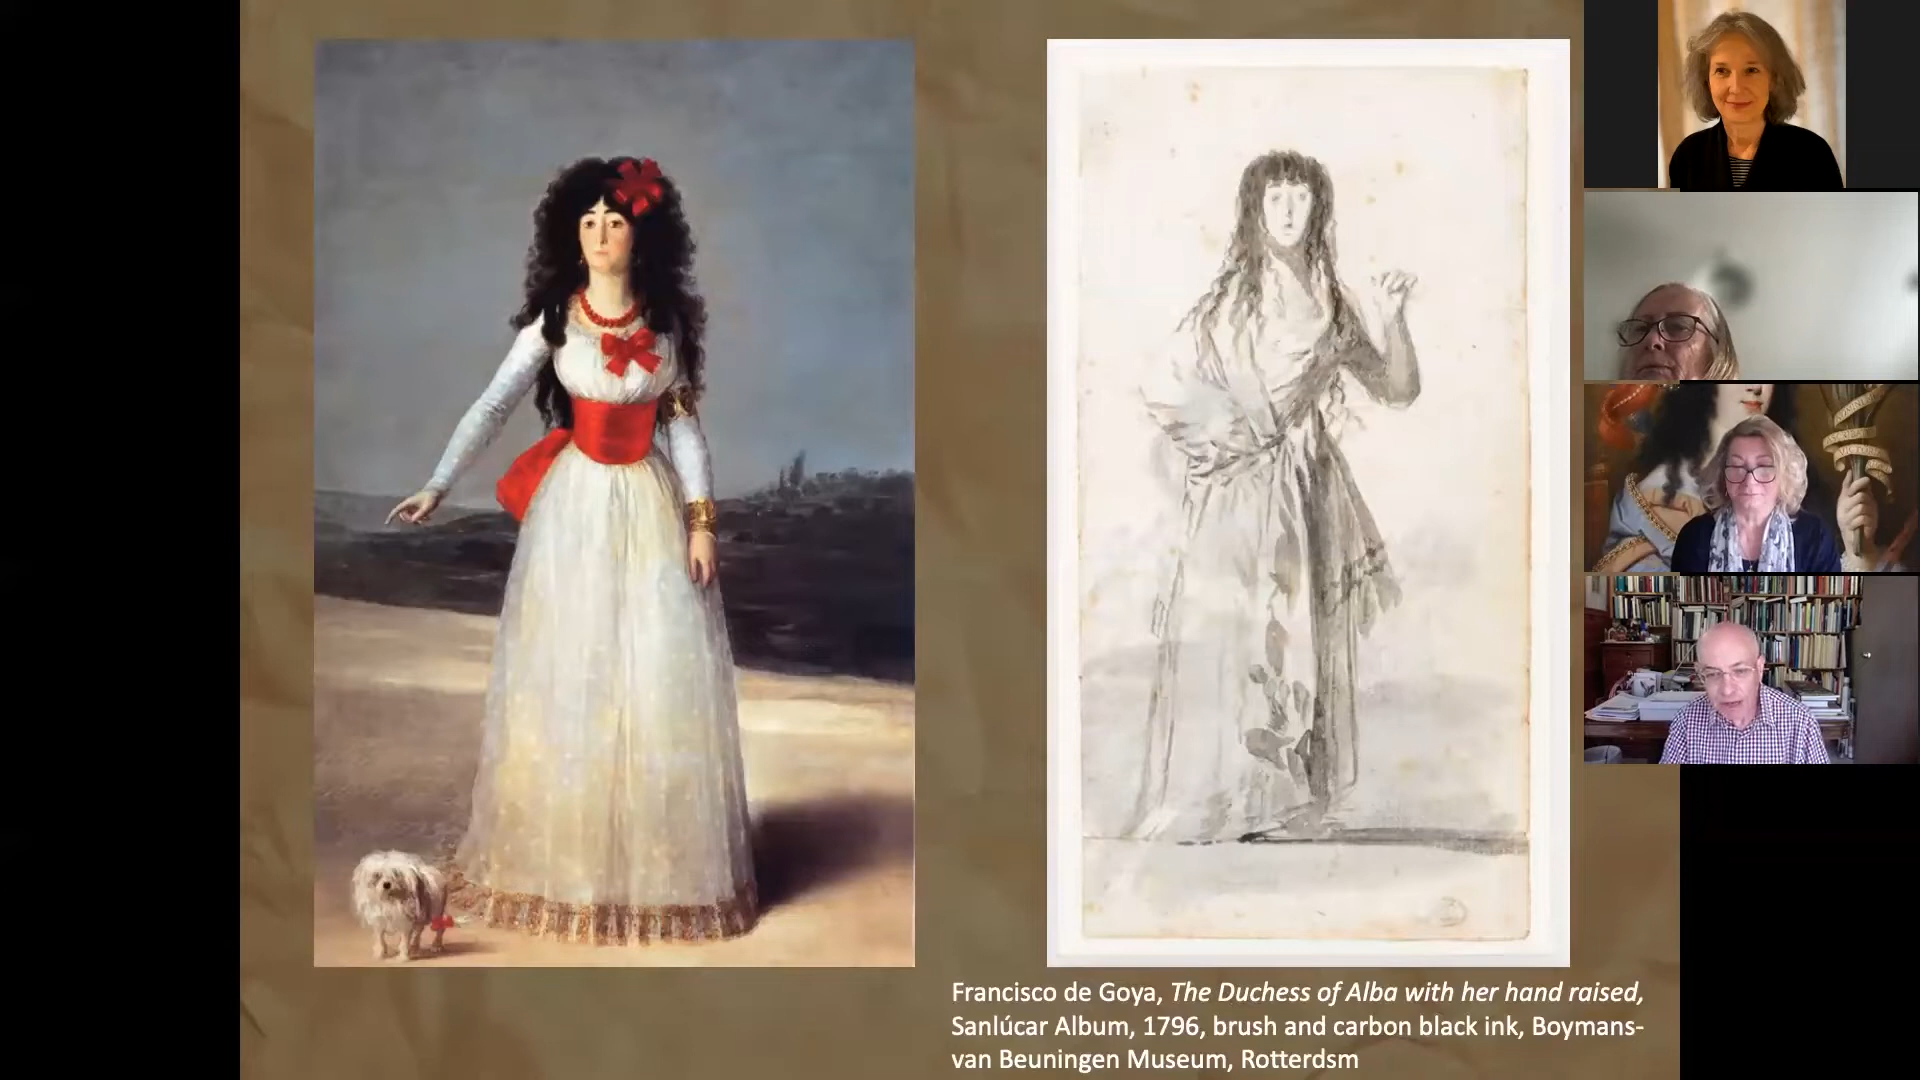 Francisco de Goya, The Duchess of Alba with her hand raised,
Sanlúcar Album, 1796, brush and carbon black ink, Boymans-
van Beuningen Museum, Rotterdsm